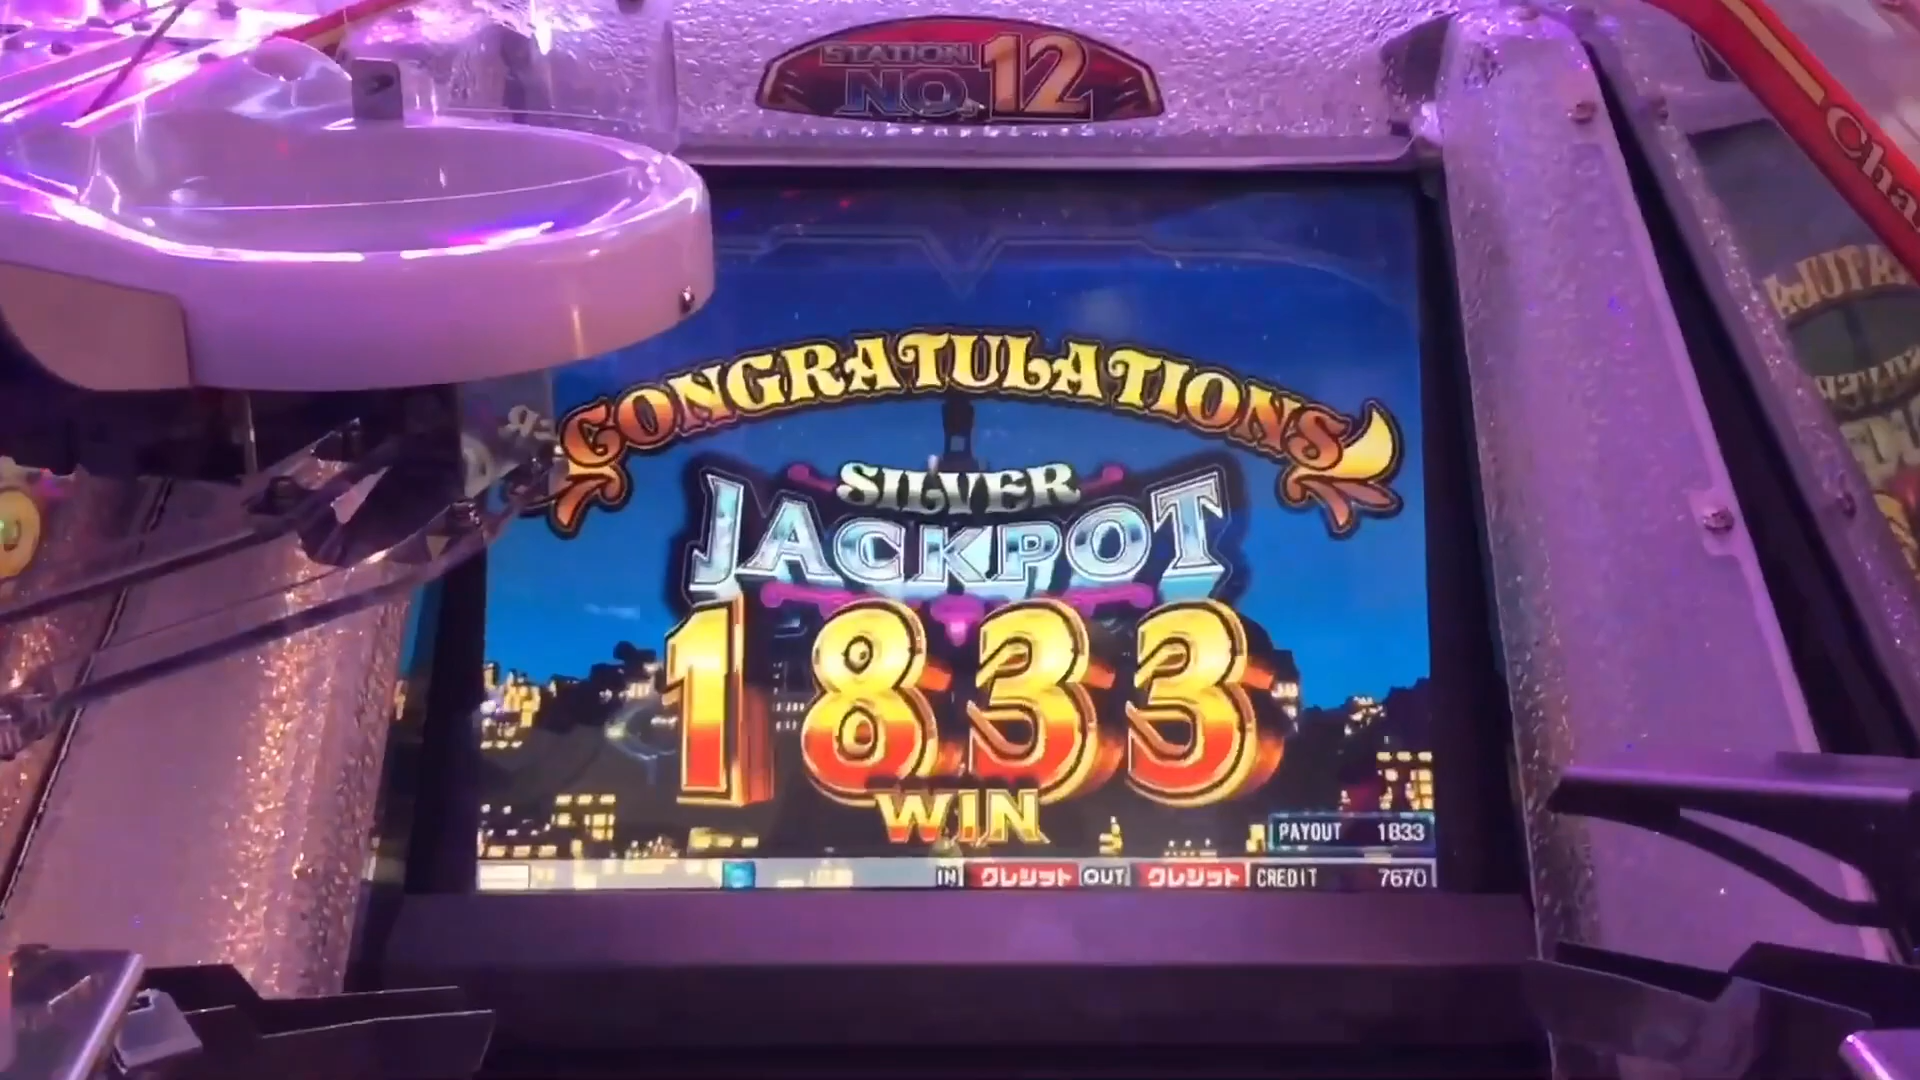 STATION
NO.12
Cha
CONGRATULATIONS
SILVER
JACKPOT
1833
WIN
PAYOUT 1833
IN クレジット OUT クレジット CREDIT 7670